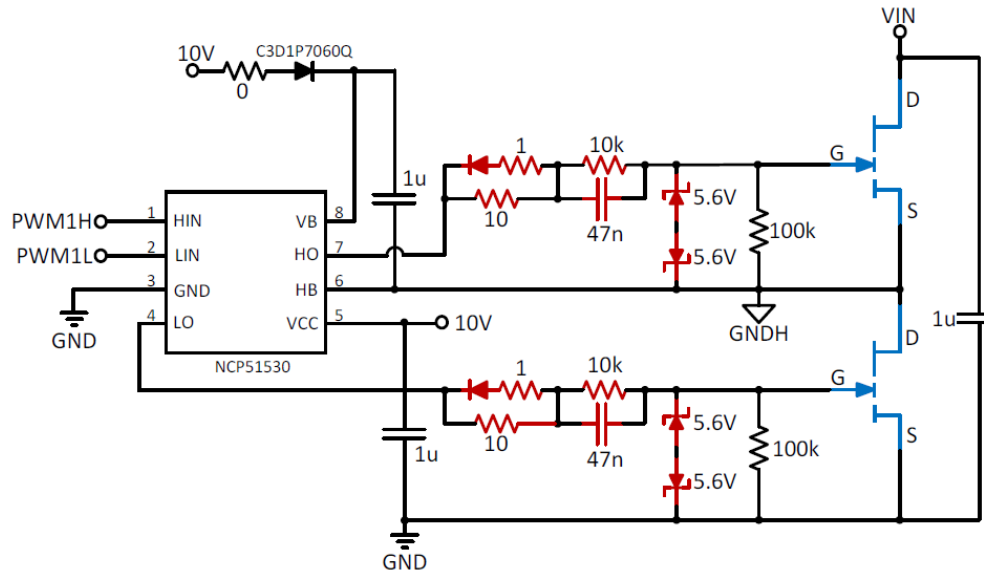 VIN
C3D1P7060Q
10V
0
D
1
10k
G
1u
5.6V
10
S
PWM1H
1
HIN
VB
8
47n
100k
PWM1L
2
LIN
HO
7
5.6V
3
GND
HB
6
4
LO
VCC
5
10V
GNDH
1u
GND
D
NCP51530
1
10k
G
10
5.6V
S
1u
47n
100k
5.6V
GND